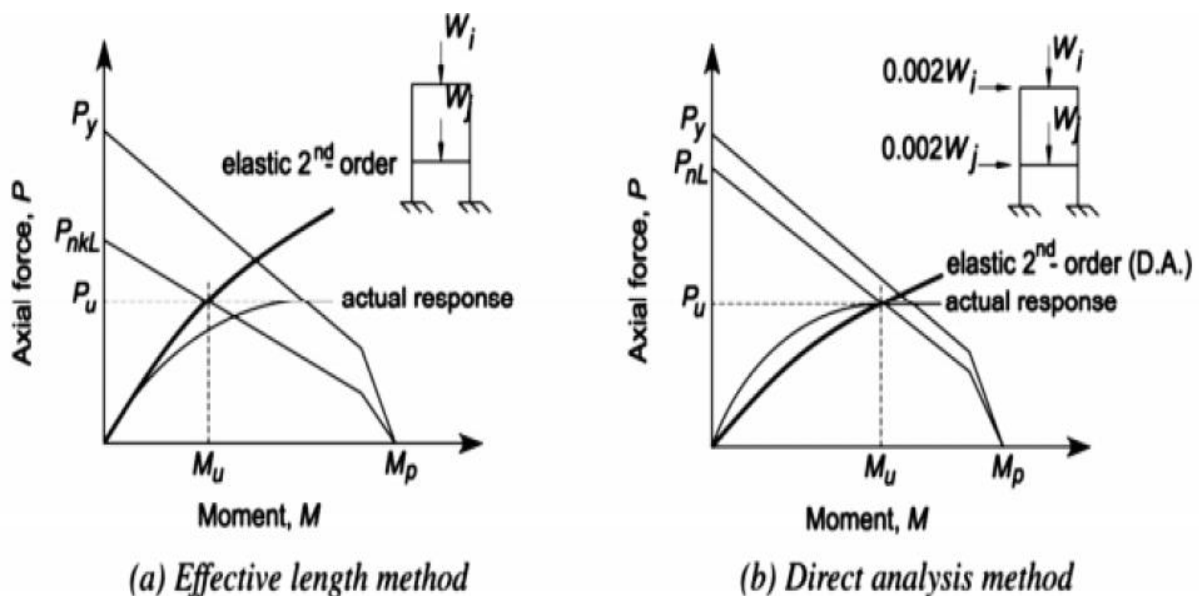 W_i
W_j
P_y
elastic 2nd order
P_nkL
P_u
actual response
Axial force, P
M_u
M_p
Moment, M
(a) Effective length method
W_i
0.002W_i
W_j
0.002W_j
P_y
P_nL
elastic 2nd-order (D.A.)
P_u
actual response
Axial force, P
M_u
M_p
Moment, M
(b) Direct analysis method